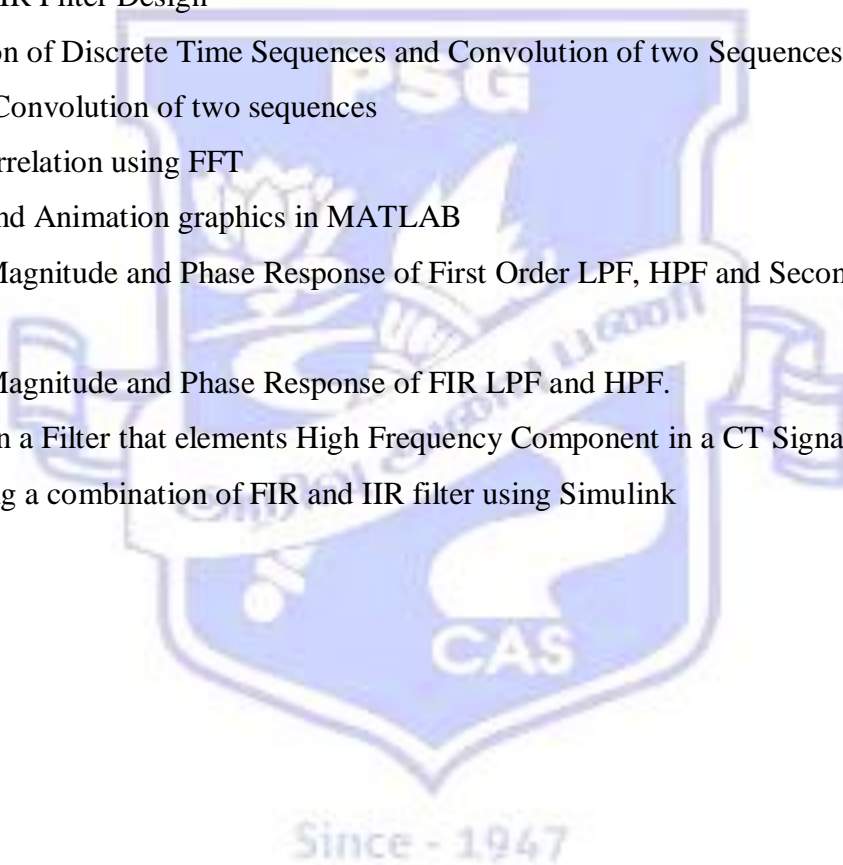 IR Filter Design
on of Discrete Time Sequences and Convolution of two Sequences
Convolution of two sequences
rrelation using FFT
nd Animation graphics in MATLAB
Magnitude and Phase Response of First Order LPF, HPF and Secon
Magnitude and Phase Response of FIR LPF and HPF.
n a Filter that elements High Frequency Component in a CT Signa
g a combination of FIR and IIR filter using Simulink
PSG
CAS
Since - 1947